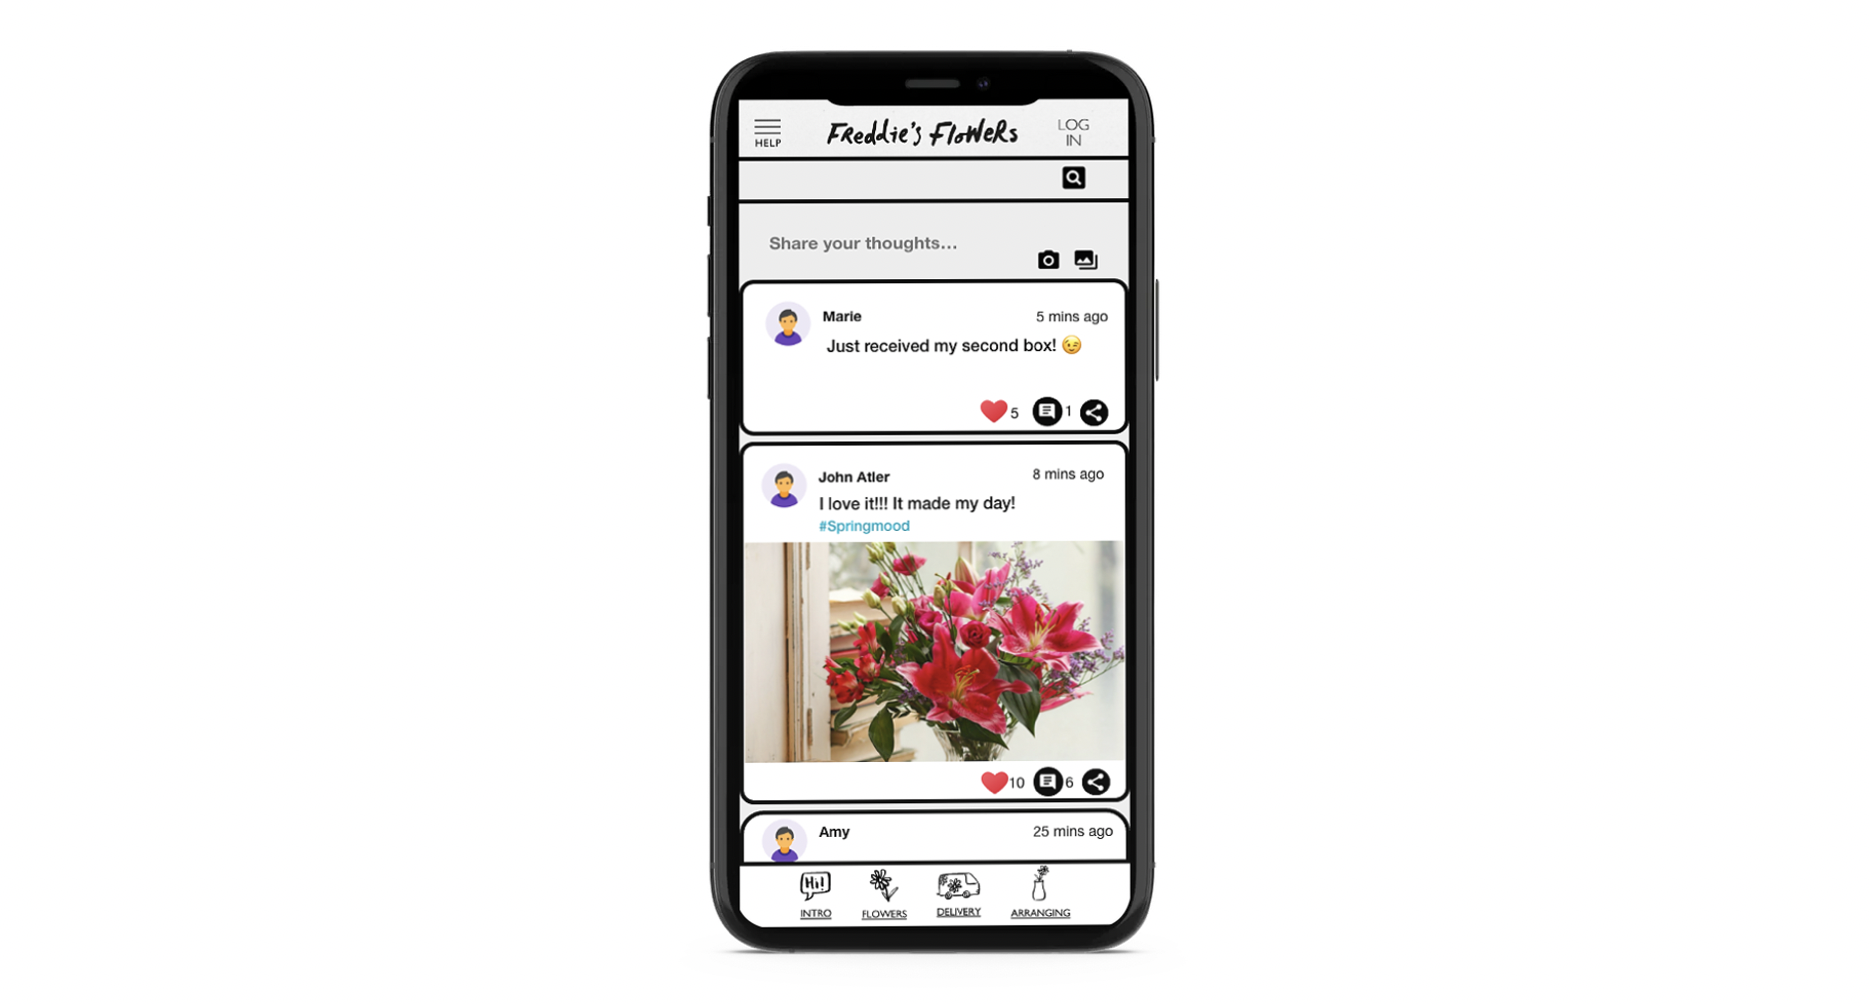 HELP
Freddie's Flowers
LOG
IN
Share your thoughts...
Marie
5 mins ago
Just received my second box! 😉
5
1
John Atler
8 mins ago
I love it!!! It made my day!
#Springmood
10
6
Amy
25 mins ago
Hi!
INTRO
FLOWERS
DELIVERY
ARRANGING